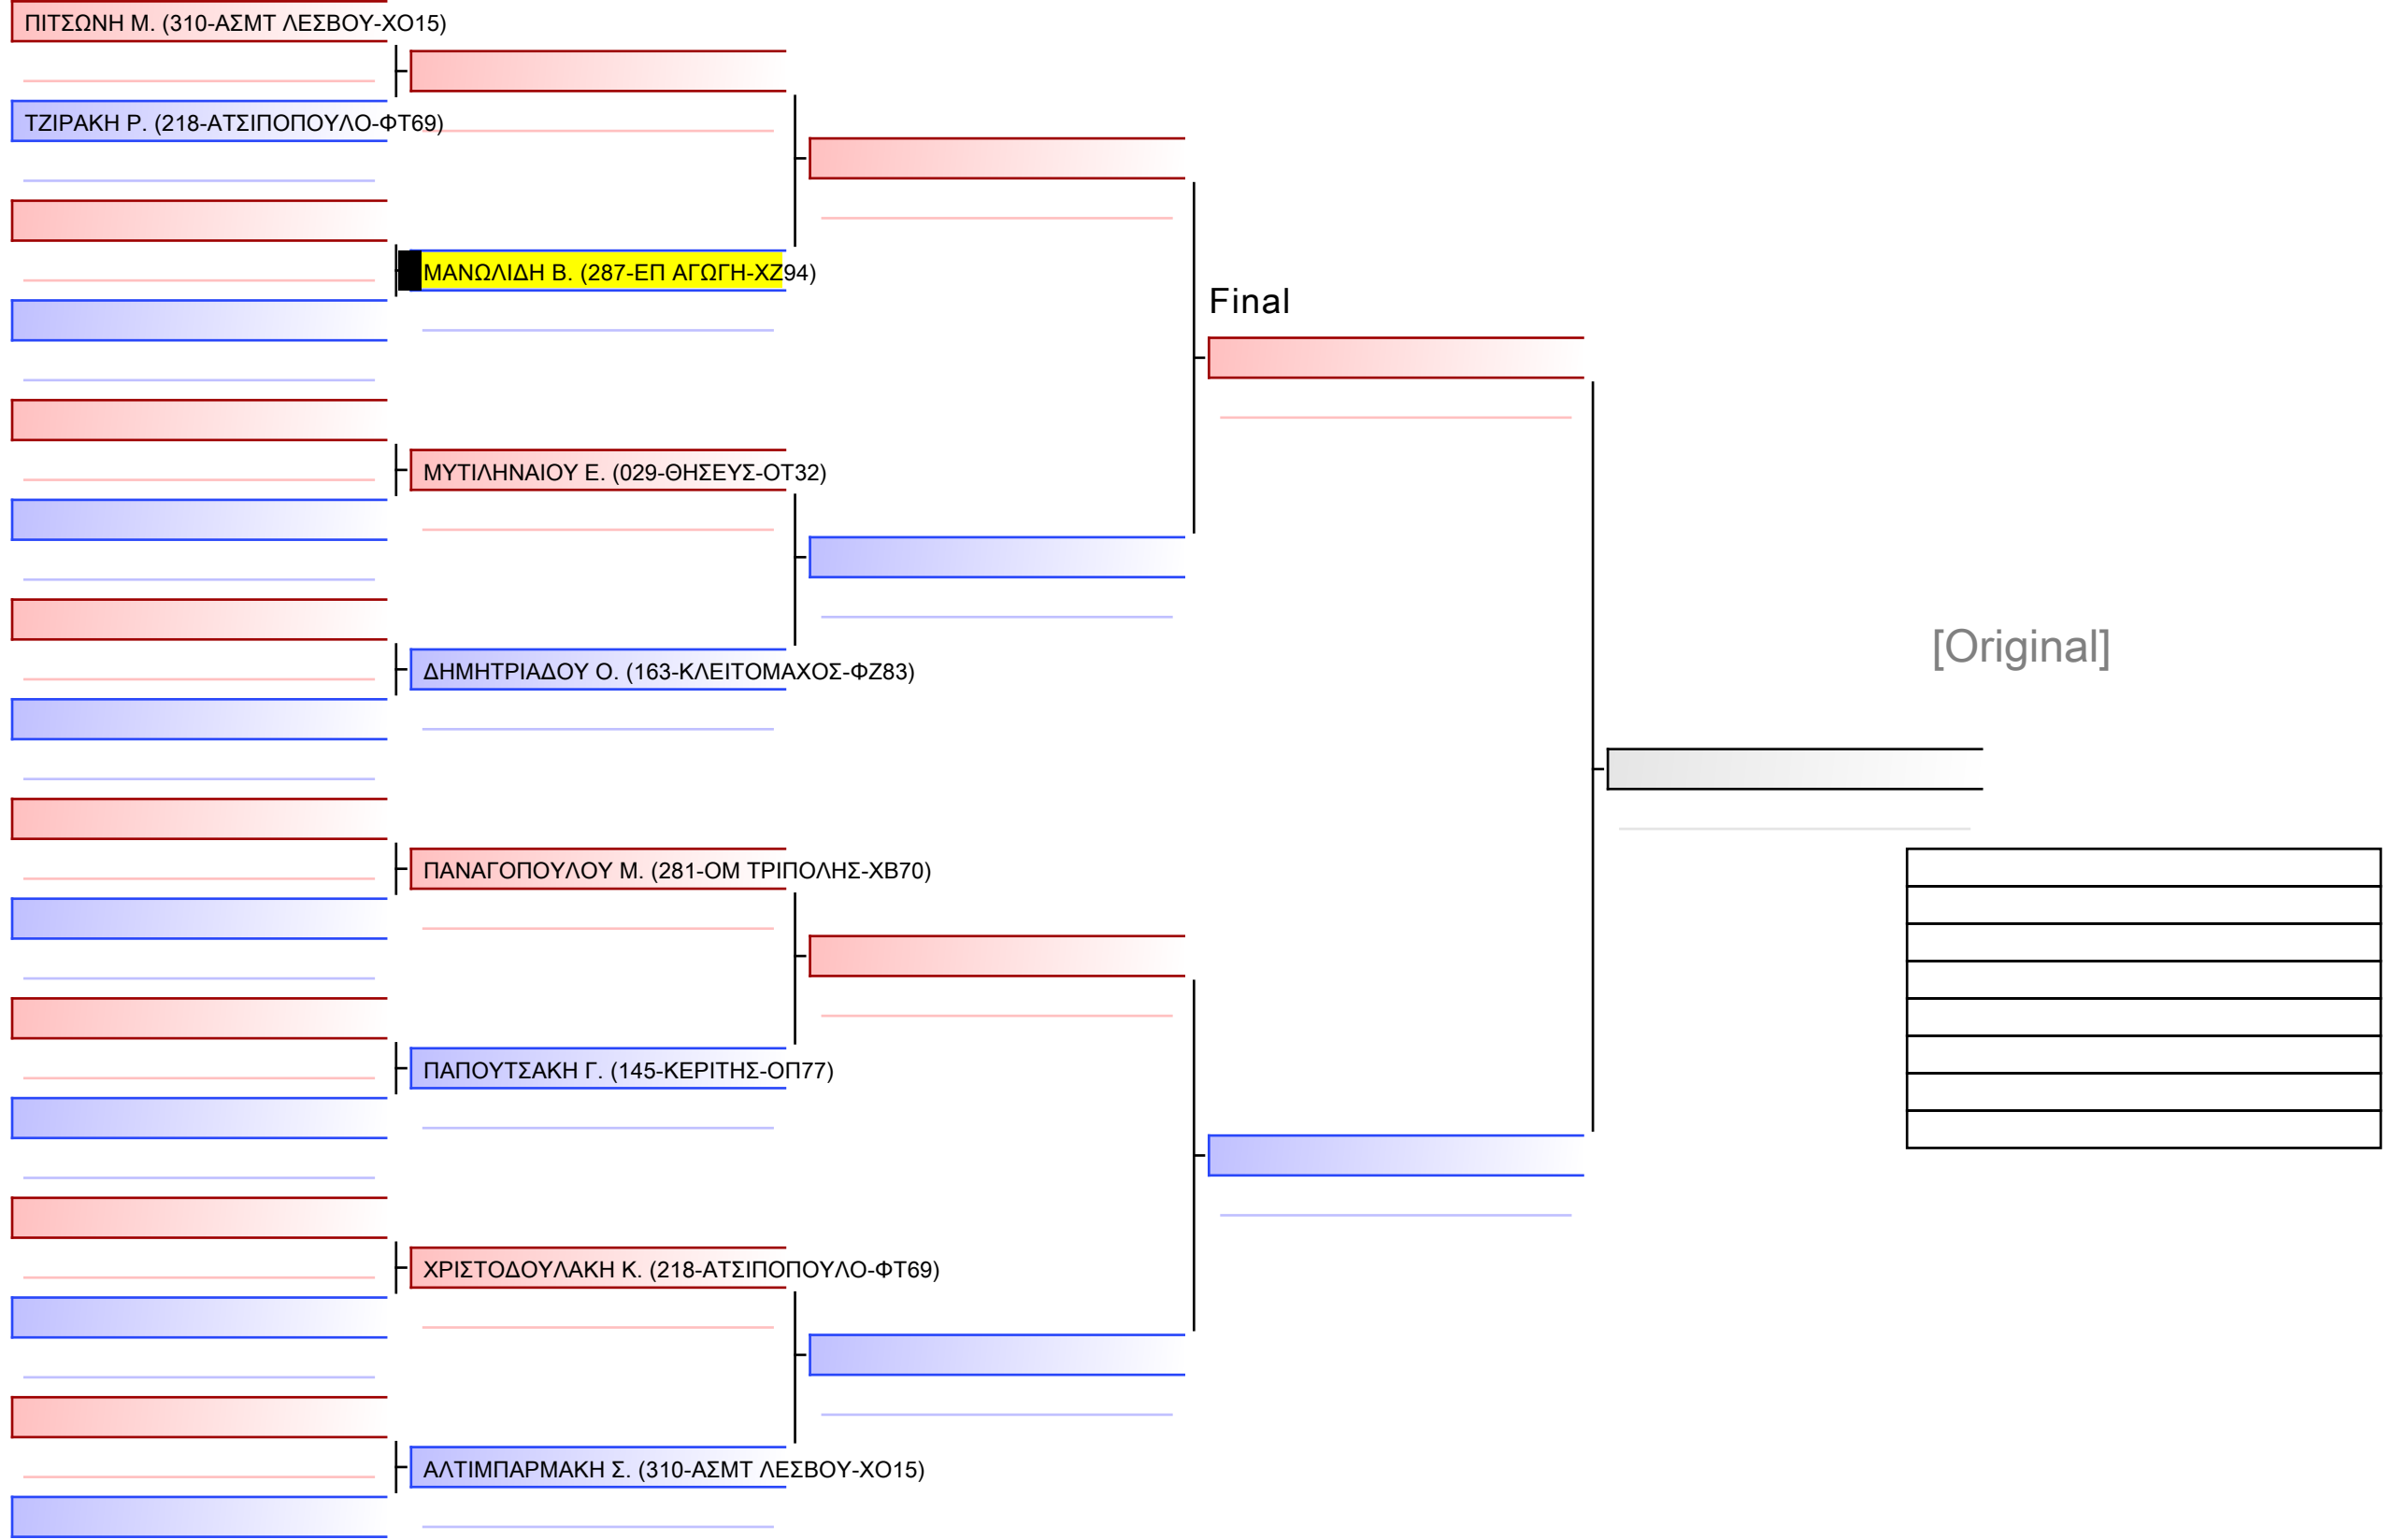 ΠΙΤΣΩΝΗ Μ. (310-ΑΣΜΤ ΛΕΣΒΟΥ-ΧΟ15)
ΤΖΙΡΑΚΗ Ρ. (218-ΑΤΣΙΠΟΠΟΥΛΟ-ΦΤ69)
ΜΑΝΩΛΙΔΗ Β. (287-ΕΠ ΑΓΩΓΗ-ΧΖ94)
Final
ΜΥΤΙΛΗΝΑΙΟΥ Ε. (029-ΘΗΣΕΥΣ-ΟΤ32)
[Original]
ΔΗΜΗΤΡΙΑΔΟΥ Ο. (163-ΚΛΕΙΤΟΜΑΧΟΣ-ΦΖ83)
ΠΑΝΑΓΟΠΟΥΛΟΥ Μ. (281-ΟΜ ΤΡΙΠΟΛΗΣ-ΧΒ70)
ΠΑΠΟΥΤΣΑΚΗ Γ. (145-ΚΕΡΙΤΗΣ-ΟΠ77)
ΧΡΙΣΤΟΔΟΥΛΑΚΗ Κ. (218-ΑΤΣΙΠΟΠΟΥΛΟ-ΦΤ69)
ΑΛΤΙΜΠΑΡΜΑΚΗ Σ. (310-ΑΣΜΤ ΛΕΣΒΟΥ-ΧΟ15)